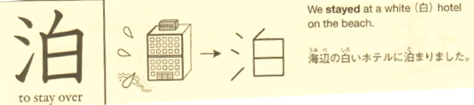 泊
to stay over
We stayed at a white (白) hotel
on the beach.
うみべ しろ と
海辺の白いホテルに泊まりました。